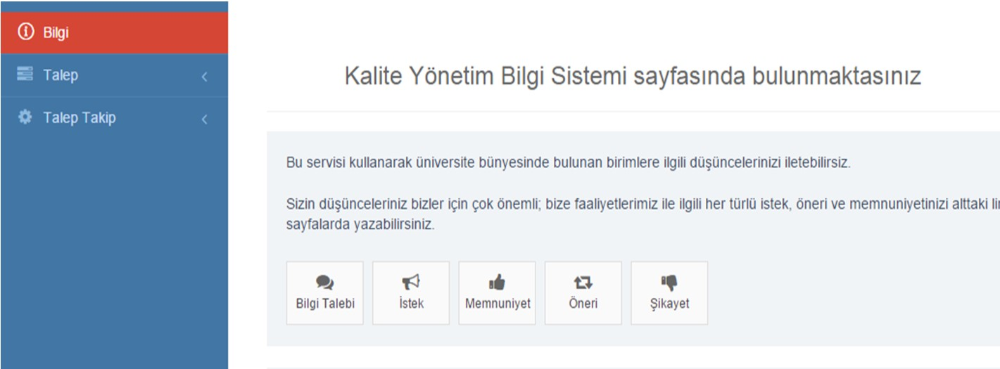 Bilgi
Talep
Talep Takip
Kalite Yönetim Bilgi Sistemi sayfasında bulunmaktasınız
Bu servisi kullanarak üniversite bünyesinde bulunan birimlere ilgili düşüncelerinizi iletebilirsiz.
Sizin düşünceleriniz bizler için çok önemli; bize faaliyetlerimiz ile ilgili her türlü istek, öneri ve memnuniyetinizi alttaki
sayfalarda yazabilirsiniz.
Bilgi Talebi
İstek
Memnuniyet
Öneri
Şikayet